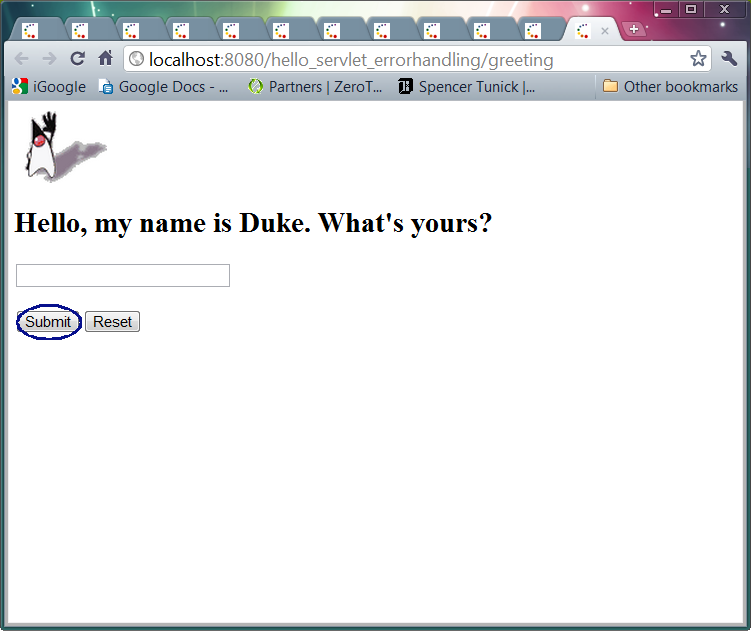 localhost:8080/hello_servlet_errorhandling/greeting
iGoogle Google Docs - ... Partners | ZeroT... Spencer Tunick |... Other bookmarks
Hello, my name is Duke. What's yours?
Submit Reset